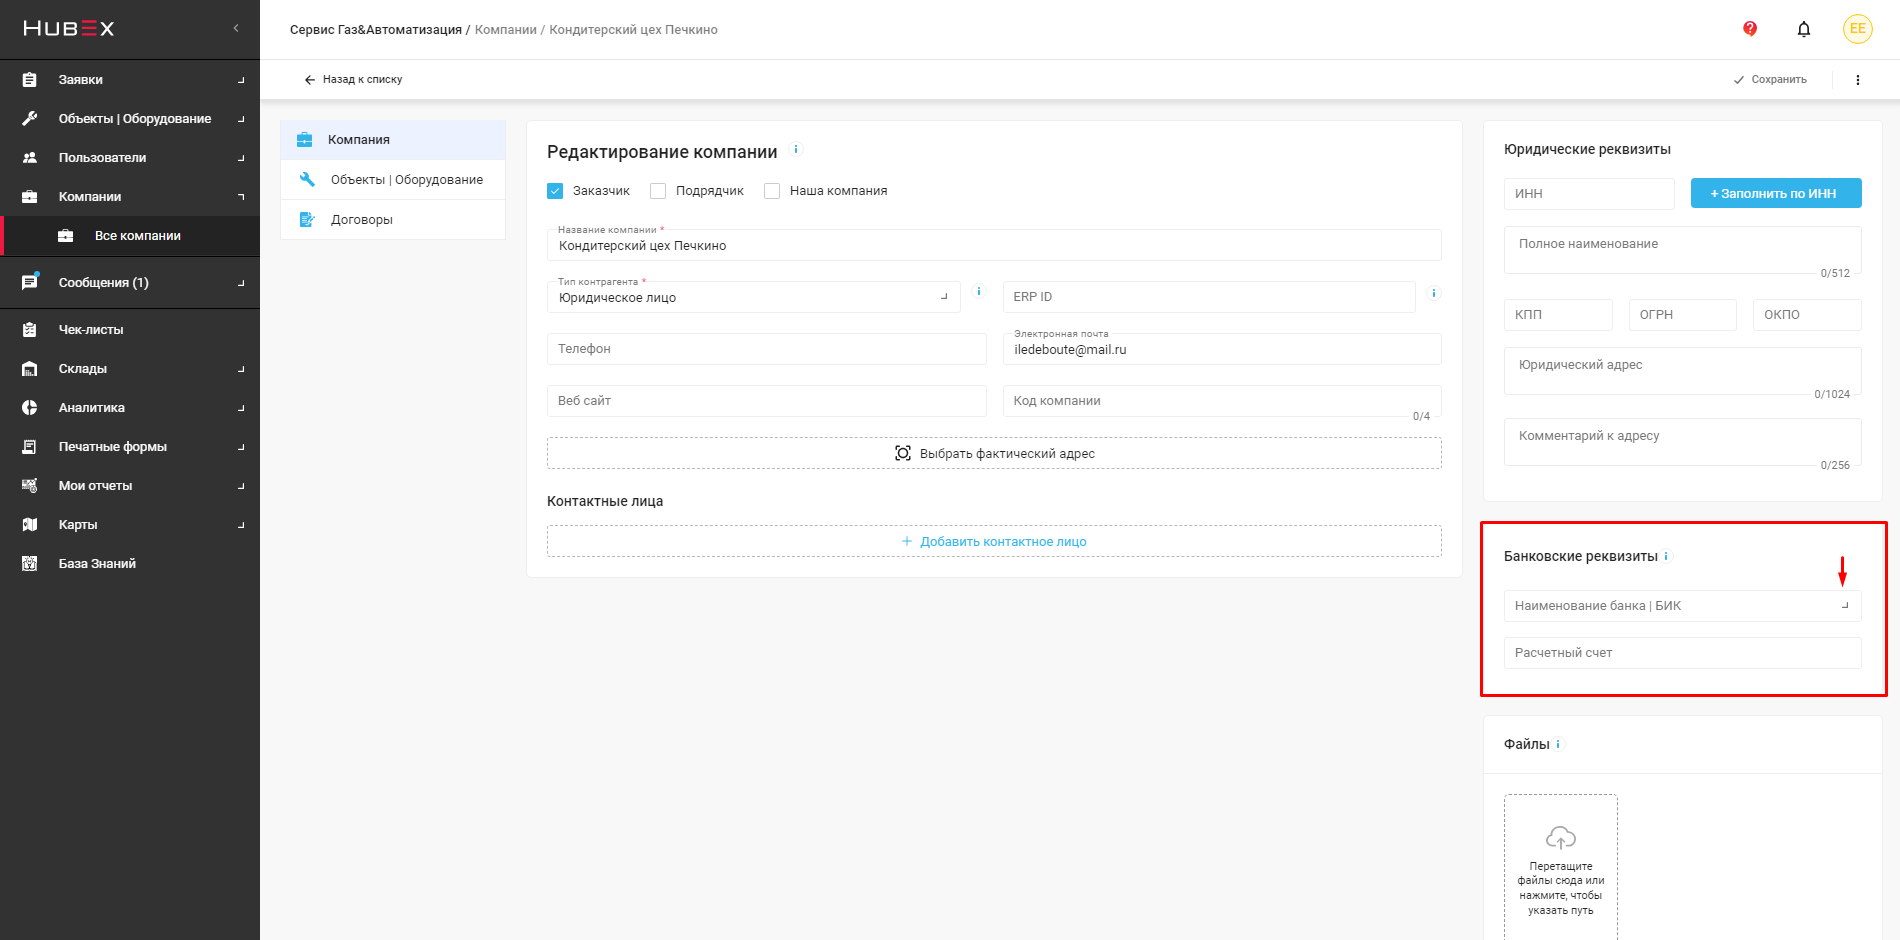 HUBEX
Сервис Газ&Автоматизация / Компании / Кондитерский цех Печкино
?
EE
Назад к списку
Сохранить
Заявки
Объекты | Оборудование
Пользователи
Компании
Все компании
Сообщения (1)
Чек-листы
Склады
Аналитика
Печатные формы
Мои отчеты
Карты
База Знаний
Компания
Объекты | Оборудование
Договоры
Редактирование компании i
Заказчик
Подрядчик
Наша компания
Название компании *
Кондитерский цех Печкино
Тип контрагента *
Юридическое лицо
i
ERP ID
i
Телефон
Электронная почта
iledeboute@mail.ru
Веб сайт
Код компании
0/4
Выбрать фактический адрес
Контактные лица
+ Добавить контактное лицо
Юридические реквизиты
ИНН
+ Заполнить по ИНН
Полное наименование
0/512
КПП
ОГРН
ОКПО
Юридический адрес
0/1024
Комментарий к адресу
0/256
Банковские реквизиты i
Наименование банка | БИК
Расчетный счет
Файлы i
Перетащите
файлы сюда или
нажмите, чтобы
указать путь